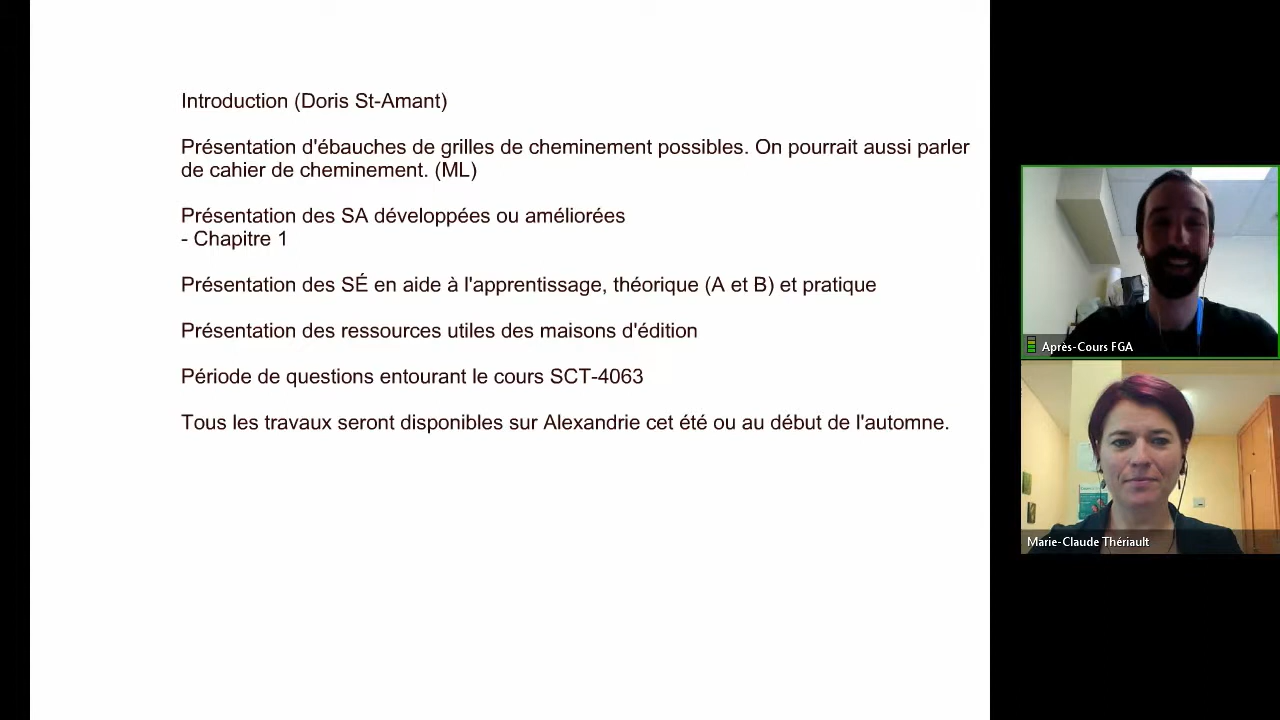 Introduction (Doris St-Amant)
Présentation d'ébauches de grilles de cheminement possibles. On pourrait aussi parler
de cahier de cheminement. (ML)
Présentation des SA développées ou améliorées
- Chapitre 1
Présentation des SÉ en aide à l'apprentissage, théorique (A et B) et pratique
Présentation des ressources utiles des maisons d'édition
Période de questions entourant le cours SCT-4063
Tous les travaux seront disponibles sur Alexandrie cet été ou au début de l'automne.
Après-Cours FGA
Marie-Claude Thériault